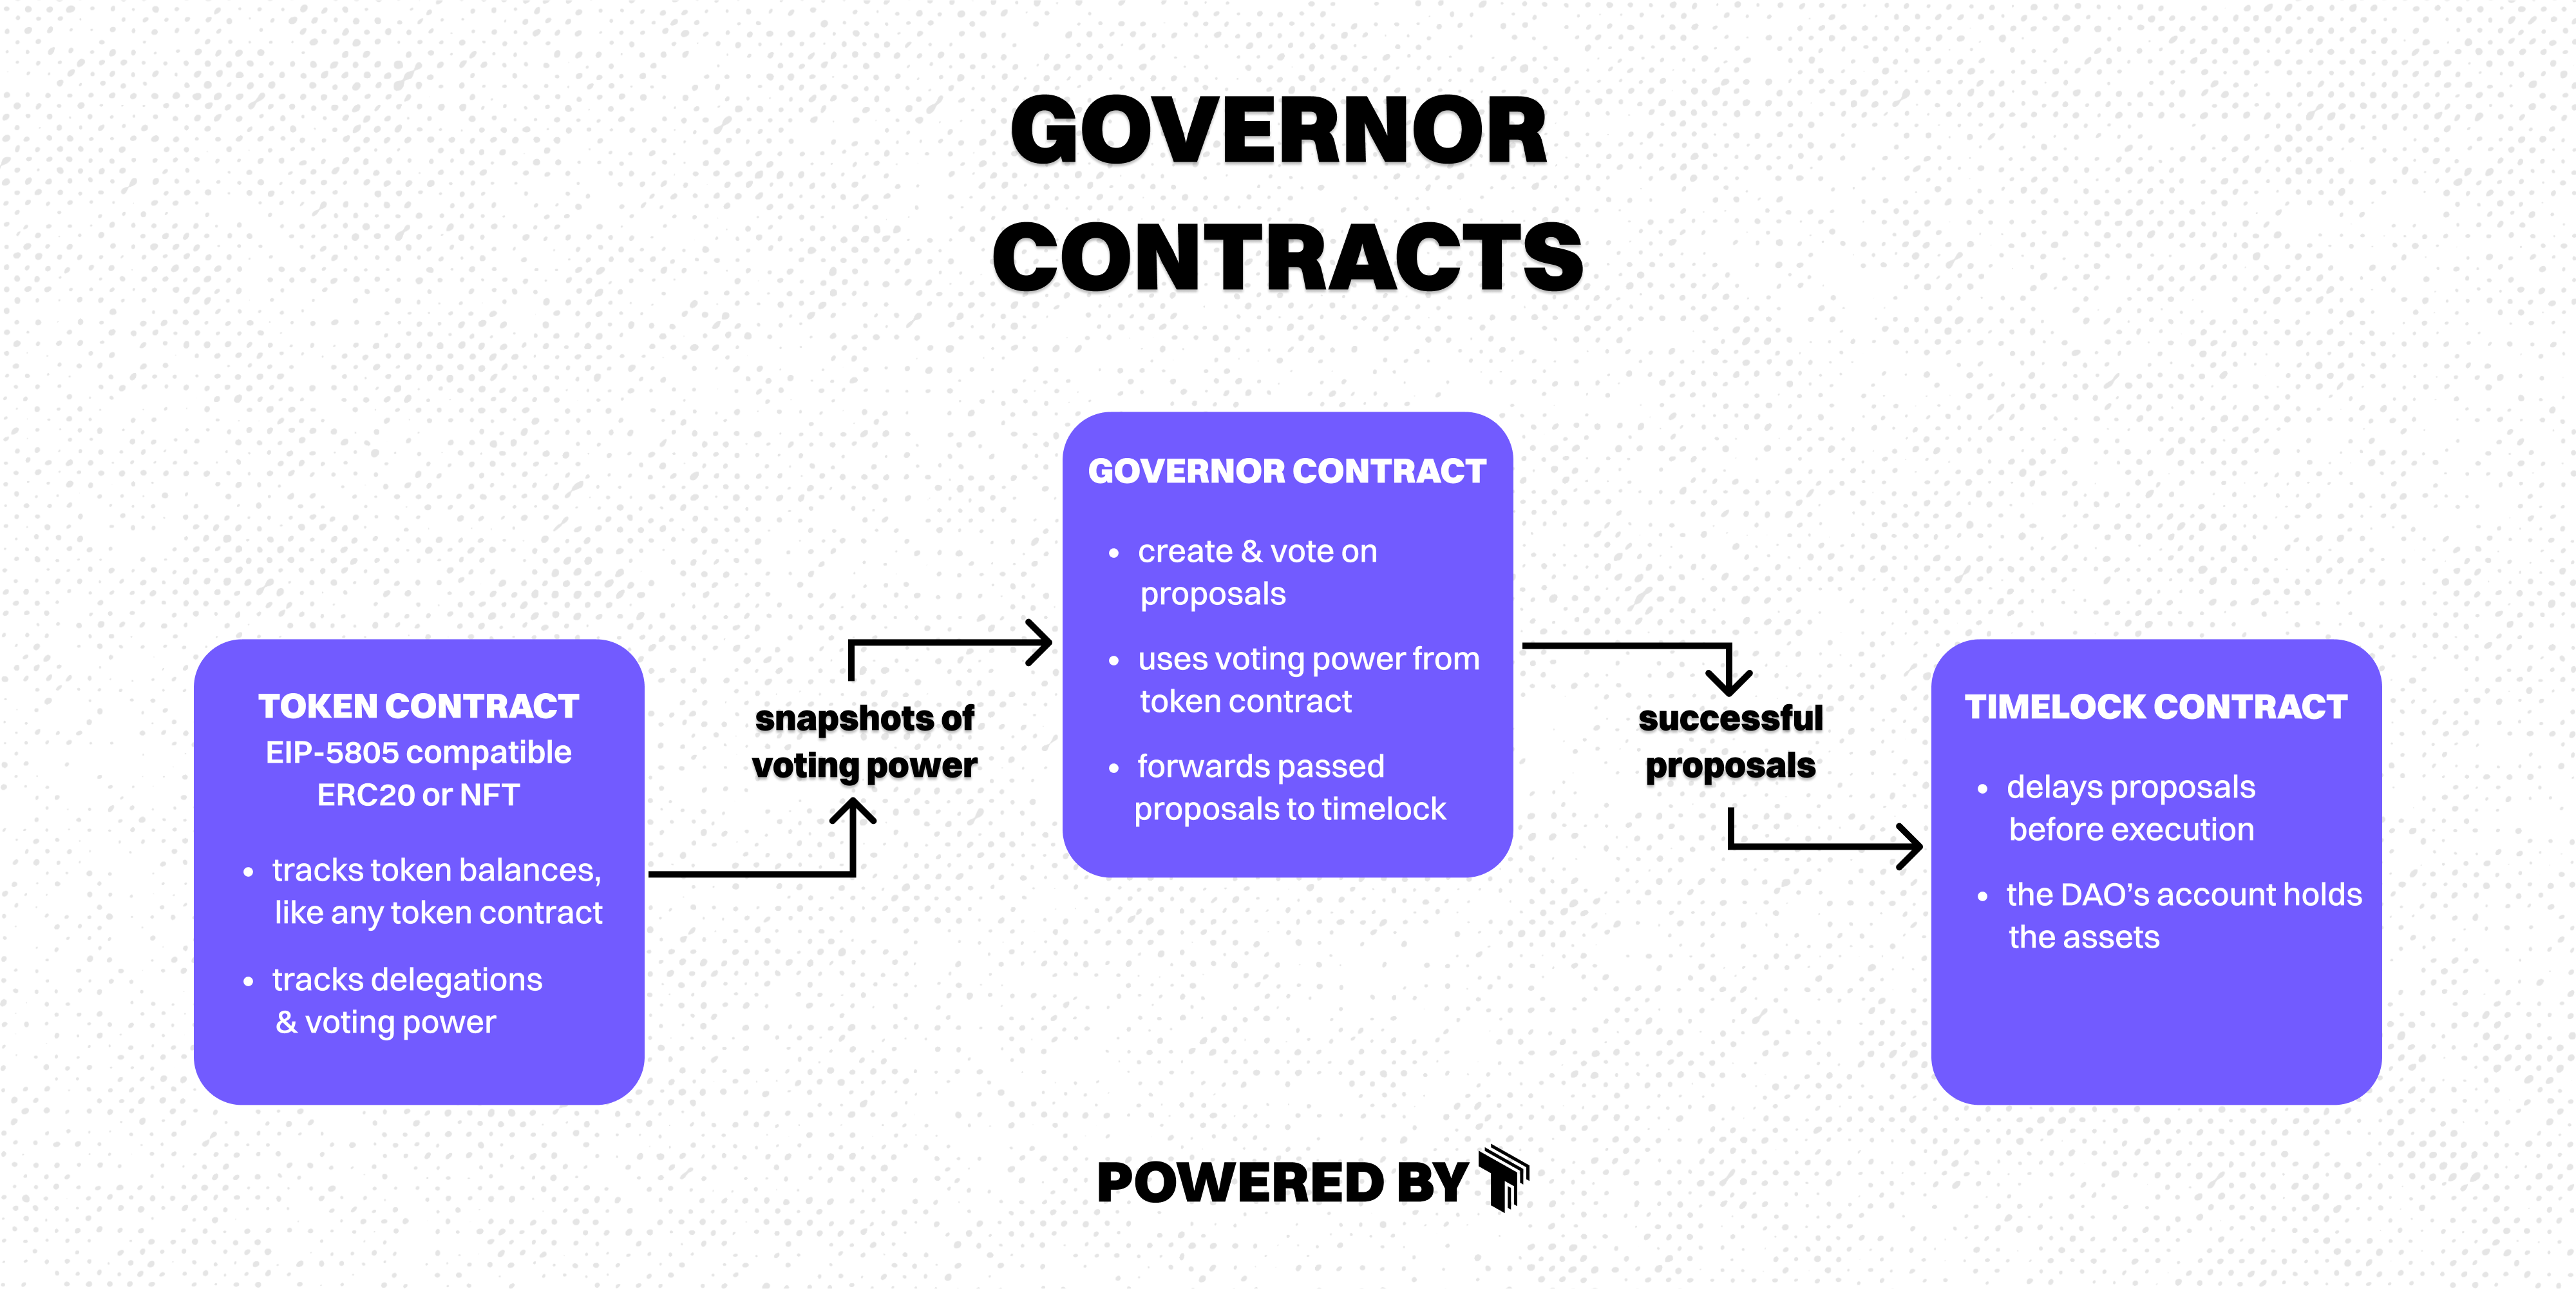 GOVERNOR
CONTRACTS
GOVERNOR CONTRACT
• create & vote on
proposals
• uses voting power from
token contract
• forwards passed
proposals to timelock
TOKEN CONTRACT
EIP-5805 compatible
ERC20 or NFT
• tracks token balances,
like any token contract
• tracks delegations
& voting power
snapshots of
voting power
successful
proposals
TIMELOCK CONTRACT
• delays proposals
before execution
• the DAO’s account holds
the assets
POWERED BY T